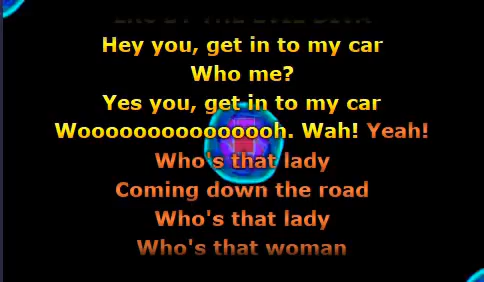 Hey you, get in to my car
Who me?
Yes you, get in to my car
Wooooooooooooooh. Wah! Yeah!
Who's that lady
Coming down the road
Who's that lady
Who's that woman